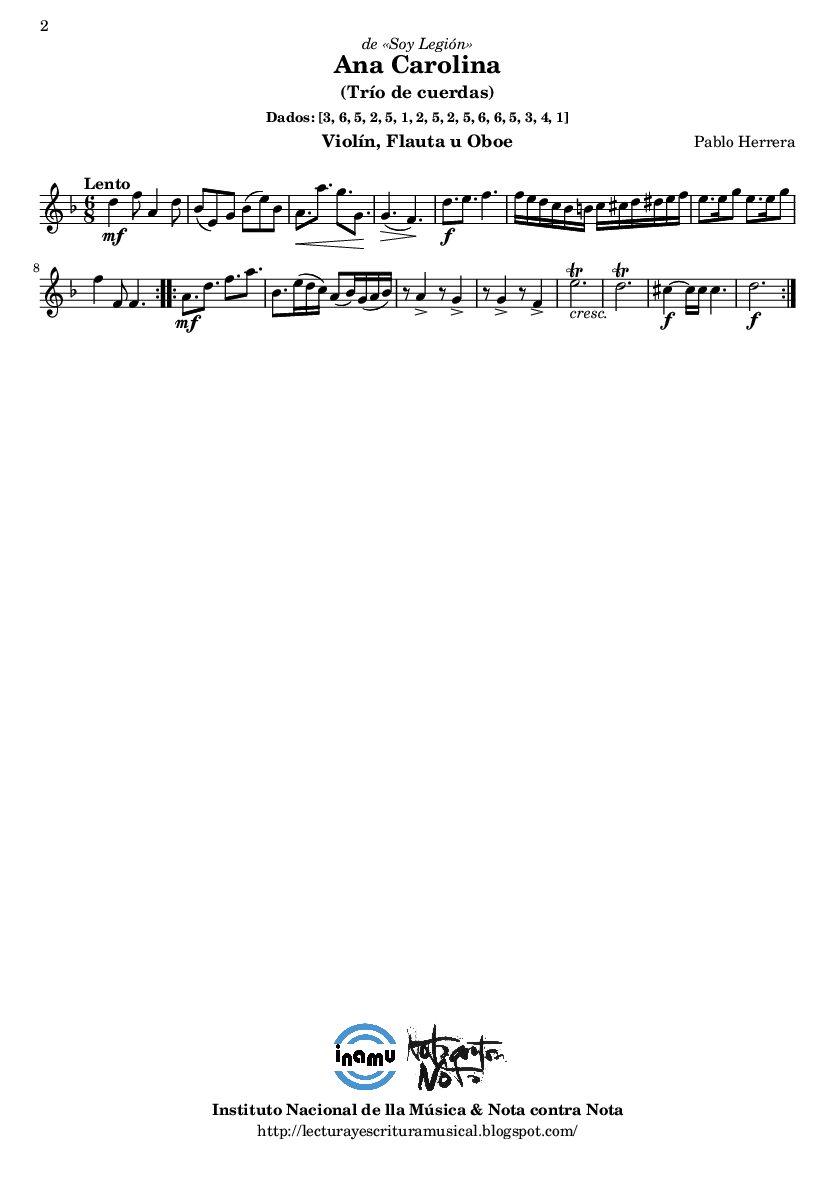 2
de «Soy Legión»
Ana Carolina
(Trío de cuerdas)
Dados: [3, 6, 5, 2, 5, 1, 2, 5, 2, 5, 6, 6, 5, 3, 4, 1]
Violín, Flauta u Oboe
Pablo Herrera
Lento
6
8
mf
f
8
mf
tr tr
cresc.
f
f
inamu
Nota contra
Nota
Instituto Nacional de lla Música & Nota contra Nota
http://lecturayescrituramusical.blogspot.com/